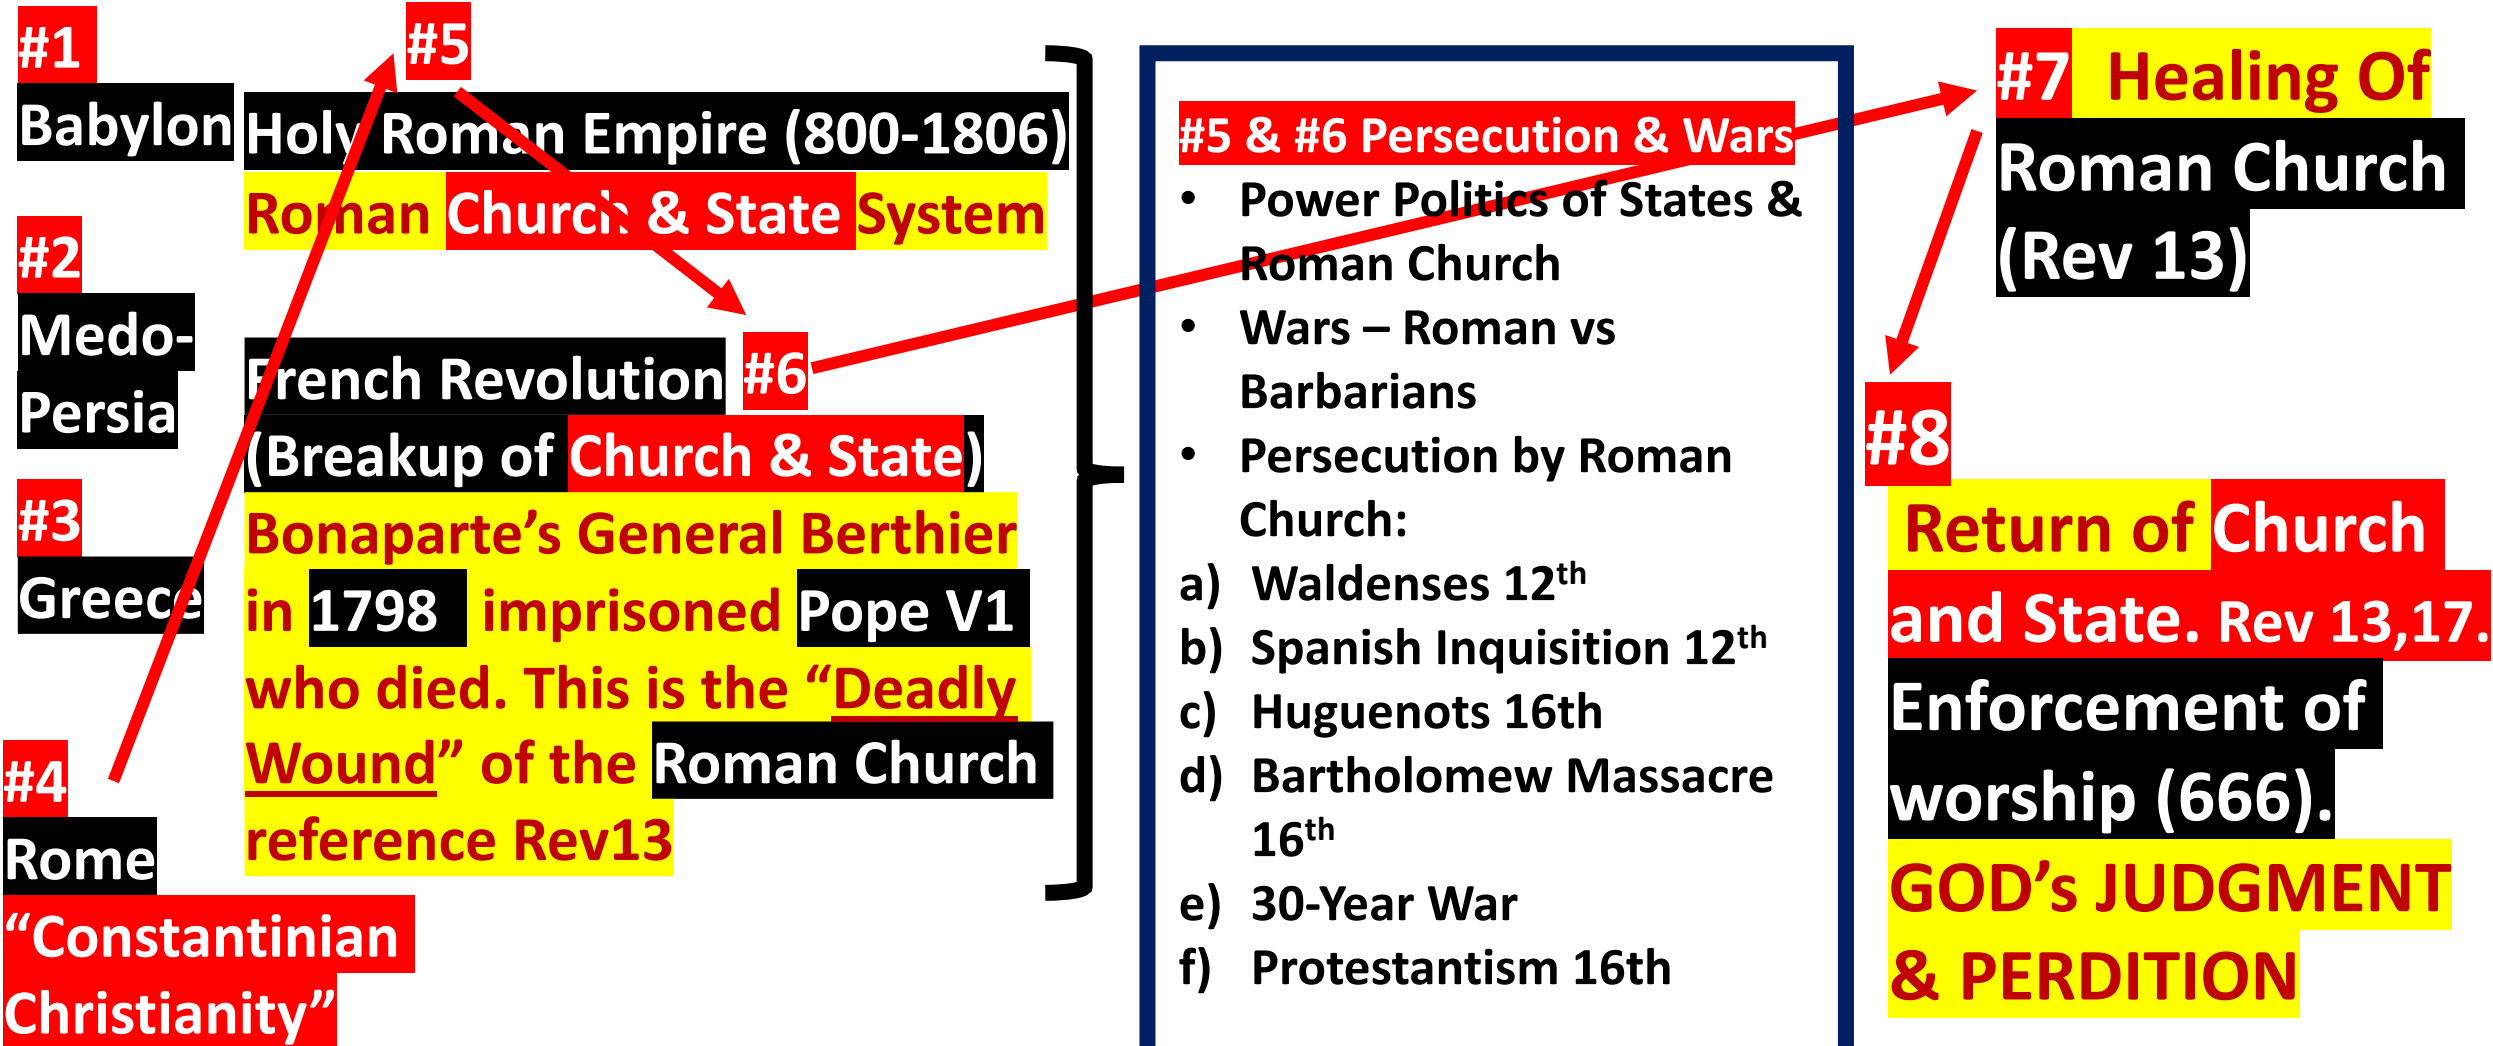 #1
Babylon
#2
Medo-
Persia
#3
Greece
#4
Rome
“Constantinian
Christianity”
#5
Holy Roman Empire (800-1806)
Roman Church & State System
#6
French Revolution
(Breakup of Church & State)
Bonaparte’s General Berthier
in 1798 imprisoned Pope V1
who died. This is the “Deadly
Wound” of the Roman Church
reference Rev13
#5 & #6 Persecution & Wars
• Power Politics of States &
Roman Church
• Wars – Roman vs
Barbarians
• Persecution by Roman
Church:
a) Waldenses 12th
b) Spanish Inquisition 12th
c) Huguenots 16th
d) Bartholomew Massacre
16th
e) 30-Year War
f) Protestantism 16th
#7 Healing Of
Roman Church
(Rev 13)
#8
Return of Church
and State. Rev 13,17.
Enforcement of
worship (666).
GOD’s JUDGMENT
& PERDITION